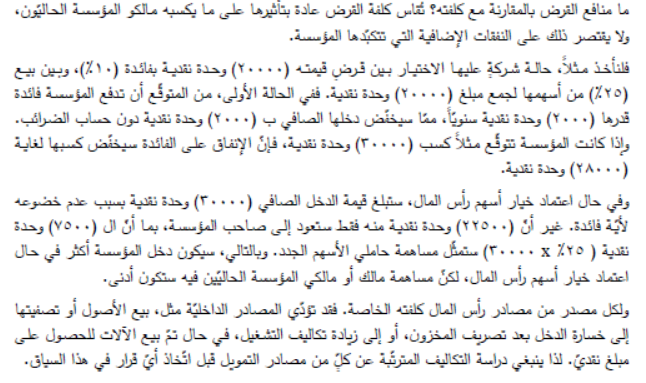 ما منافع القرض بالمقارنة مع كلفته؟ تُقاس كلفة القرض عادة بتأثيرها على ما يكسبه مالكو المؤسسة الحاليّون،
ولا يقتصر ذلك على النفقات الإضافية التي تتكبّدها المؤسسة.
فلنأخذ مثلاً، حالة شركةٍ عليها الاختيار بين قرضٍ قيمته (٢٠٠٠٠) وحدة نقدية بفائدة (١٠٪)، وبين بيع
(٢٥٪) من أسهمها لجمع مبلغ (٢٠٠٠٠) وحدة نقدية. ففي الحالة الأولى، من المتوقّع أن تدفع المؤسسة فائدة
قدرها (٢٠٠٠) وحدة نقدية سنويّاً، ممّا سيخفّض دخلها الصافي ب (٢٠٠٠) وحدة نقدية دون حساب الضرائب.
وإذا كانت المؤسسة تتوقّع مثلاً كسب (٣٠٠٠٠) وحدة نقدية، فإنّ الإنفاق على الفائدة سيخفّض كسبها لغاية
(٢٨٠٠٠) وحدة نقدية.
وفي حال اعتماد خيار أسهم رأس المال، ستبلغ قيمة الدخل الصافي (٣٠٠٠٠) وحدة نقدية بسبب عدم خضوعه
لأيّة فائدة. غير أنّ (٢٢٥٠٠) وحدة نقدية منه فقط ستعود إلى صاحب المؤسسة، بما أنّ ال (٧٥٠٠) وحدة
نقدية ( ٢٥٪ x ٣٠٠٠٠) ستمثّل مساهمة حاملي الأسهم الجدد. وبالتالي، سيكون دخل المؤسسة أكثر في حال
اعتماد خيار أسهم رأس المال، لكنّ مساهمة مالك أو مالكي المؤسسة الحاليّين فيه ستكون أدنى.
ولكل مصدر من مصادر رأس المال كلفته الخاصة. فقد تؤدّي المصادر الداخليّة مثل، بيع الأصول أو تصفيتها
إلى خسارة الدخل بعد تصريف المخزون، أو إلى زيادة تكاليف التشغيل، في حال تمّ بيع الآلات للحصول على
مبلغ نقديّ. لذا ينبغي دراسة التكاليف المترتّبة عن كلّ من مصادر التمويل قبل اتّخاذ أيّ قرار في هذا السياق.